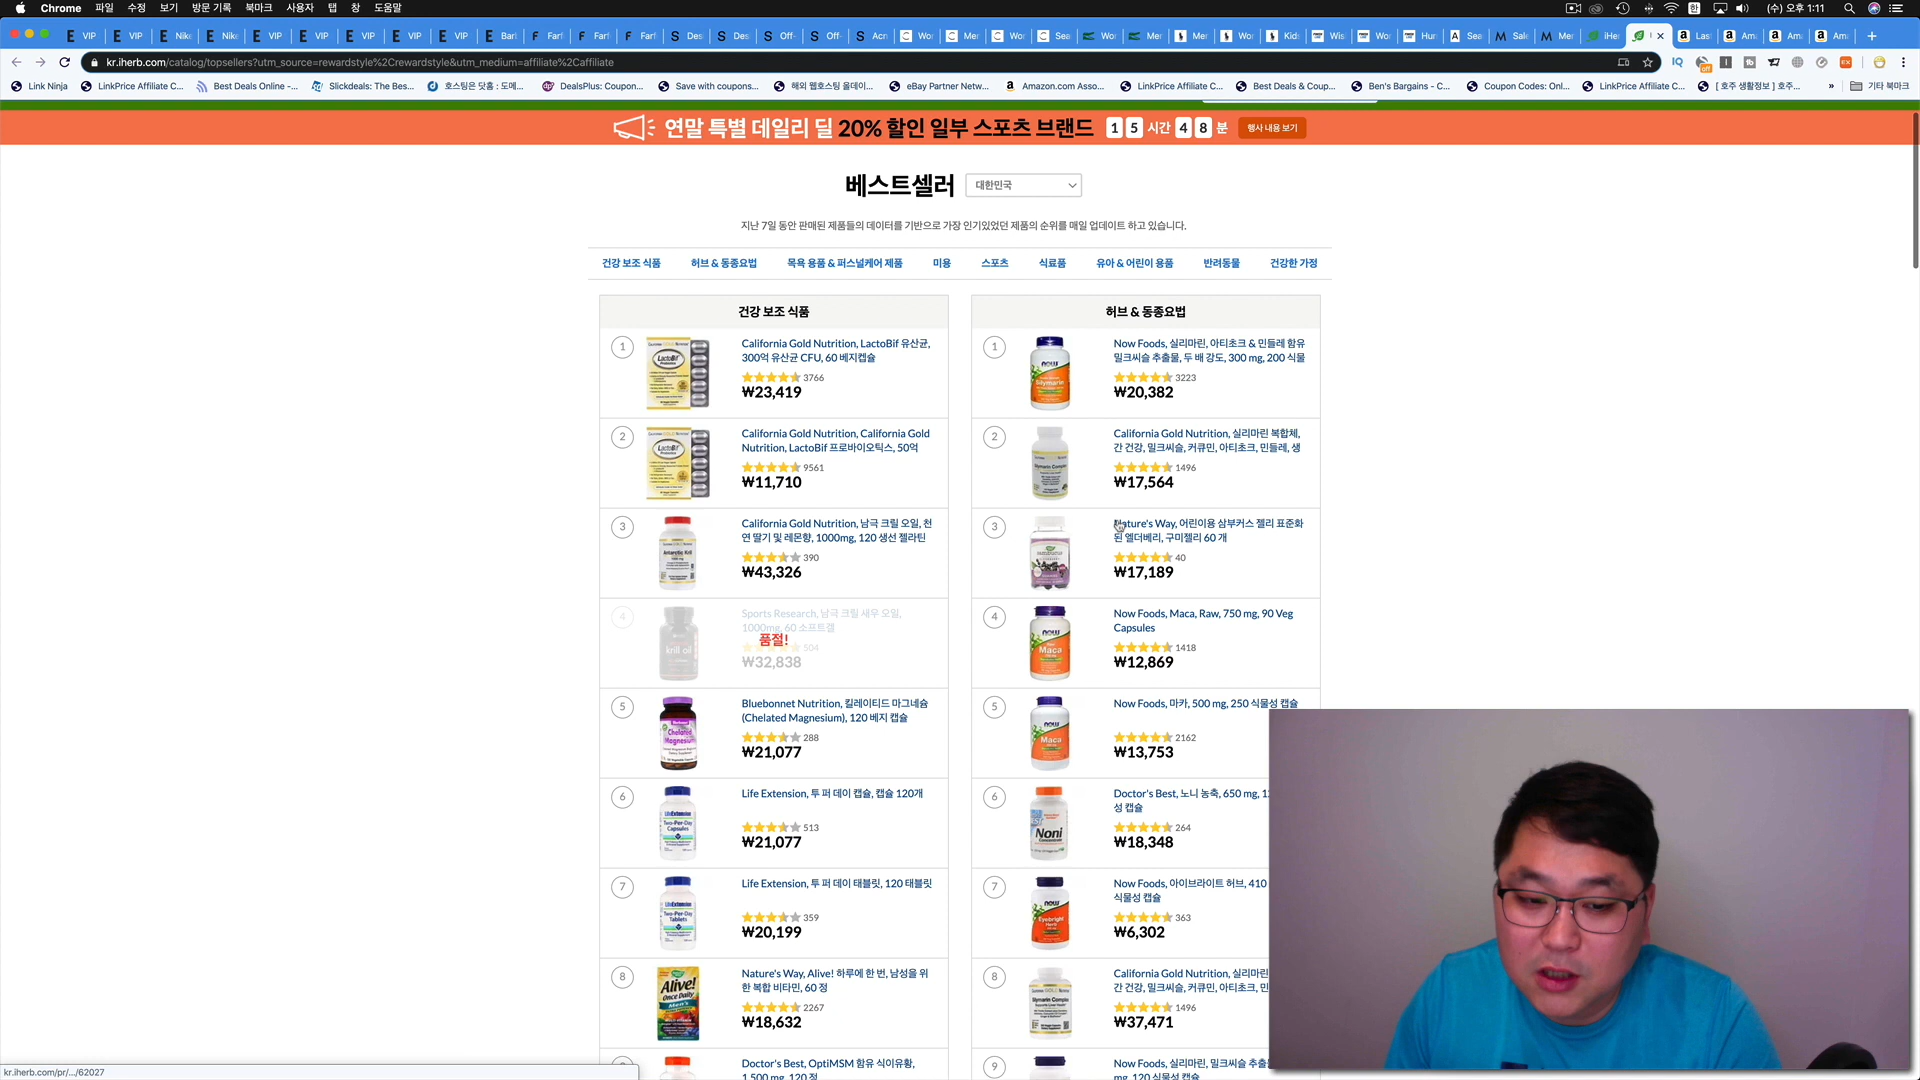 Chrome 파일 수정 보기 방문 기록 북마크 사용자 탭 창 도움말
(수) 오후 1:11
kr.iherb.com/catalog/topsellers?utm_source=rewardstyle%2Crewardstyle&utm_medium=affiliate%2Caffiliate
Link Ninja LinkPrice Affiliate C... Best Deals Online -... Slickdeals: The Bes... 호스팅은 닷홈 : 도메... DealsPlus: Coupon... Save with coupons... 해외 웹호스팅 올데이... eBay Partner Netw... Amazon.com Asso... LinkPrice Affiliate C... Best Deals & Coup... Ben's Bargains - C... Coupon Codes: Onl... LinkPrice Affiliate C... [ 호주 생활정보 ] 호주... » 기타 북마크
연말 특별 데일리 딜 20% 할인 일부 스포츠 브랜드 1 5 시간 4 8 분 행사 내용 보기
베스트셀러 대한민국
지난 7일 동안 판매된 제품들의 데이터를 기반으로 가장 인기있었던 제품의 순위를 매일 업데이트 하고 있습니다.
건강 보조 식품 허브 & 동종요법 목욕 용품 & 퍼스널케어 제품 미용 스포츠 식료품 유아 & 어린이 용품 반려동물 건강한 가정
건강 보조 식품
1
California Gold Nutrition, LactoBif 유산균,
300억 유산균 CFU, 60 베지캡슐
3766
₩23,419
2
California Gold Nutrition, California Gold
Nutrition, LactoBif 프로바이오틱스, 50억
9561
₩11,710
3
California Gold Nutrition, 남극 크릴 오일, 천
연 딸기 및 레몬향, 1000mg, 120 생선 젤라틴
390
₩43,326
4
Sports Research, 남극 크릴 새우 오일,
1000mg, 60 소프트겔
품절!
504
₩32,838
5
Bluebonnet Nutrition, 킬레이티드 마그네슘
(Chelated Magnesium), 120 베지 캡슐
288
₩21,077
6
Life Extension, 투 퍼 데이 캡슐, 캡슐 120개
513
₩21,077
7
Life Extension, 투 퍼 데이 태블릿, 120 태블릿
359
₩20,199
8
Nature's Way, Alive! 하루에 한 번, 남성을 위
한 복합 비타민, 60 정
2267
₩18,632
Doctor's Best, OptiMSM 함유 식이유황,
1,500 mg, 120 정
허브 & 동종요법
1
Now Foods, 실리마린, 아티초크 & 민들레 함유
밀크씨슬 추출물, 두 배 강도, 300 mg, 200 식물
3223
₩20,382
2
California Gold Nutrition, 실리마린 복합체,
간 건강, 밀크씨슬, 커큐민, 아티초크, 민들레, 생
1496
₩17,564
3
Nature's Way, 어린이용 삼부커스 젤리 표준화
된 엘더베리, 구미젤리 60 개
40
₩17,189
4
Now Foods, Maca, Raw, 750 mg, 90 Veg
Capsules
1418
₩12,869
5
Now Foods, 마카, 500 mg, 250 식물성 캡슐
2162
₩13,753
6
Doctor's Best, 노니 농축, 650 mg, 1
성 캡슐
264
₩18,348
7
Now Foods, 아이브라이트 허브, 410
식물성 캡슐
363
₩6,302
8
California Gold Nutrition, 실리마린
간 건강, 밀크씨슬, 커큐민, 아티초크, 민
1496
₩37,471
9
Now Foods, 실리마린, 밀크씨슬 추출
mg, 120 식물성 캡슐
kr.iherb.com/pr/.../62027